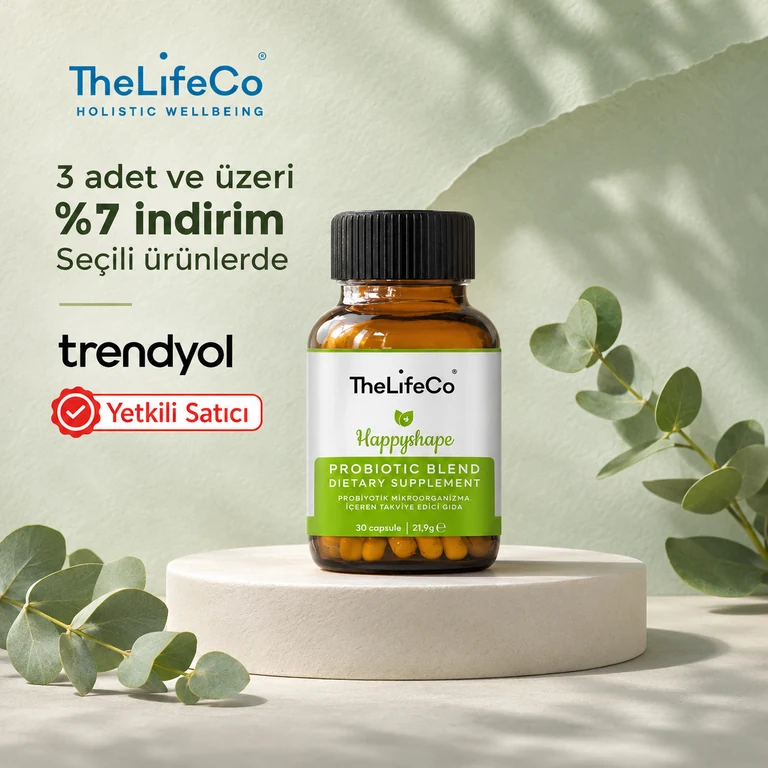 TheLifeCo®
HOLISTIC WELLBEING
3 adet ve üzeri
%7 indirim
Seçili ürünlerde
trendyol
Yetkili Satıcı
TheLifeCo®
Happyshape
PROBIOTIC BLEND
DIETARY SUPPLEMENT
PROBİYOTİK MİKROORGANİZMA
İÇEREN TAKVİYE EDİCİ GIDA
30 capsule | 21,9g ℮